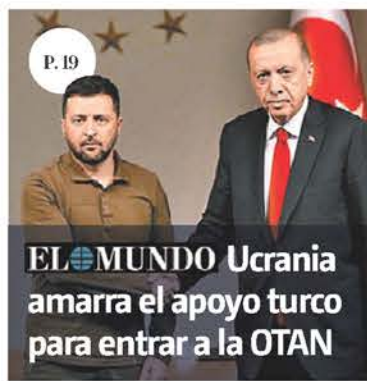 P. 19
EL MUNDO Ucrania
amarra el apoyo turco
para entrar a la OTAN